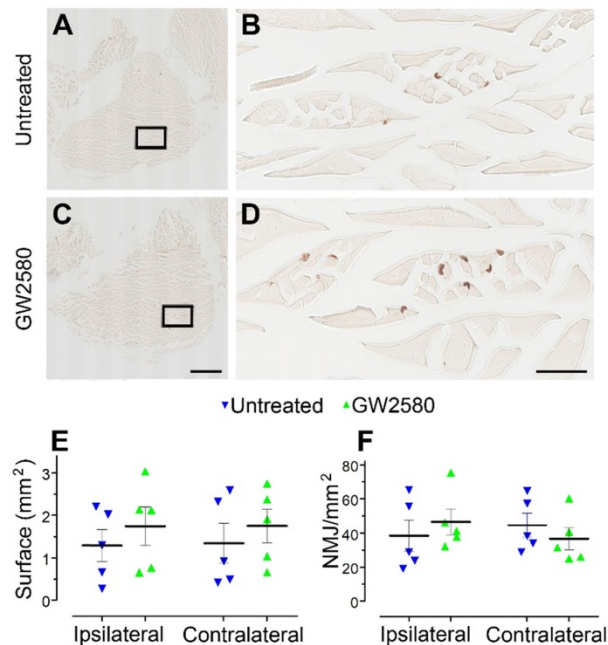 A
B
Untreated
C
D
GW2580
▼Untreated ▲GW2580
E
Surface (mm²)
3
2
1
0
Ipsilateral Contralateral
F
NMJ/mm²
80
60
40
20
0
Ipsilateral Contralateral